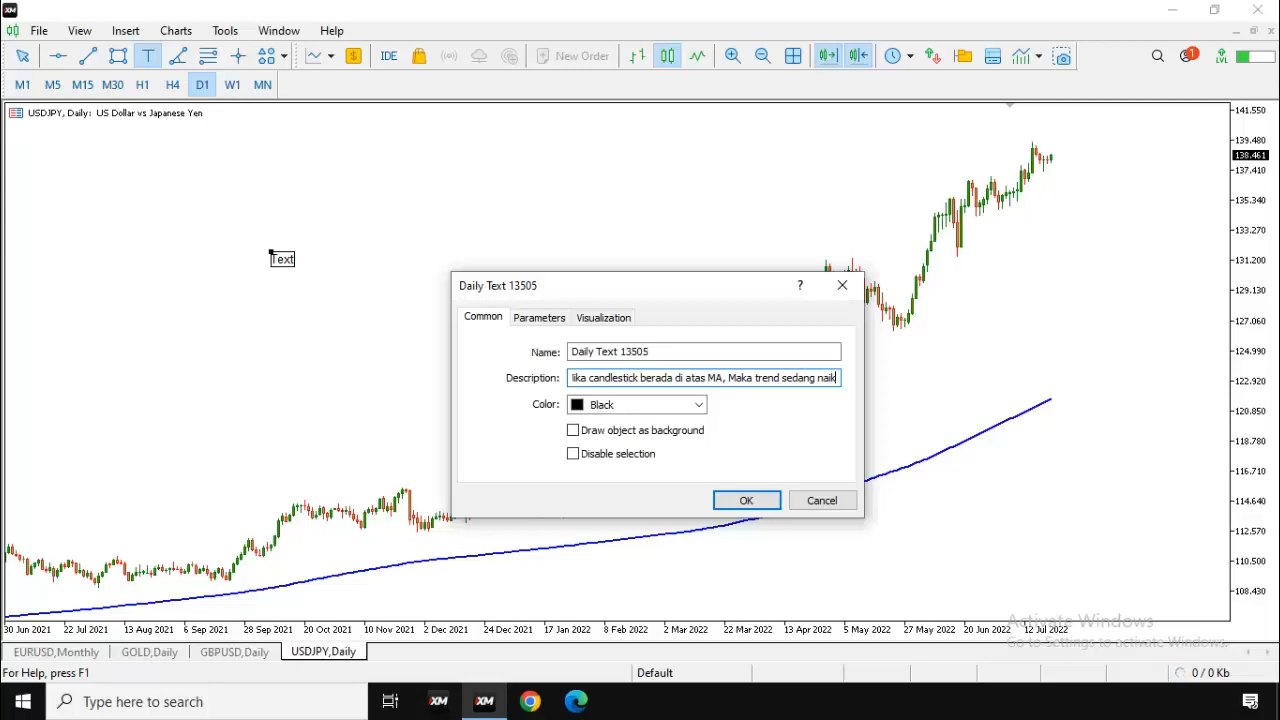 XM
File View Insert Charts Tools Window Help
IDE New Order 1 LVL
M1 M5 M15 M30 H1 H4 D1 W1 MN
USDJPY, Daily: US Dollar vs Japanese Yen
141.550
139.480
138.461
137.410
135.340
133.270
131.200
129.130
127.060
124.990
122.920
120.850
118.780
116.710
114.640
112.570
110.500
108.430
Text
Daily Text 13505 ?
Common Parameters Visualization
Name: Daily Text 13505
Description: Jika candlestick berada di atas MA, Maka trend sedang naik
Color: Black
Draw object as background
Disable selection
OK Cancel
30 Jun 2021 22 Jul 2021 13 Aug 2021 6 Sep 2021 28 Sep 2021 20 Oct 2021 10 Nov 2021 2 Dec 2021 24 Dec 2021 17 Jan 2022 8 Feb 2022 2 Mar 2022 22 Mar 2022 13 Apr 2022 5 May 2022 27 May 2022 20 Jun 2022 12 Jul 2022
Activate Windows
Go to Settings to activate Windows.
EURUSD,Monthly GOLD,Daily GBPUSD,Daily USDJPY,Daily
For Help, press F1 Default 0 / 0 Kb
Type here to search XM XM